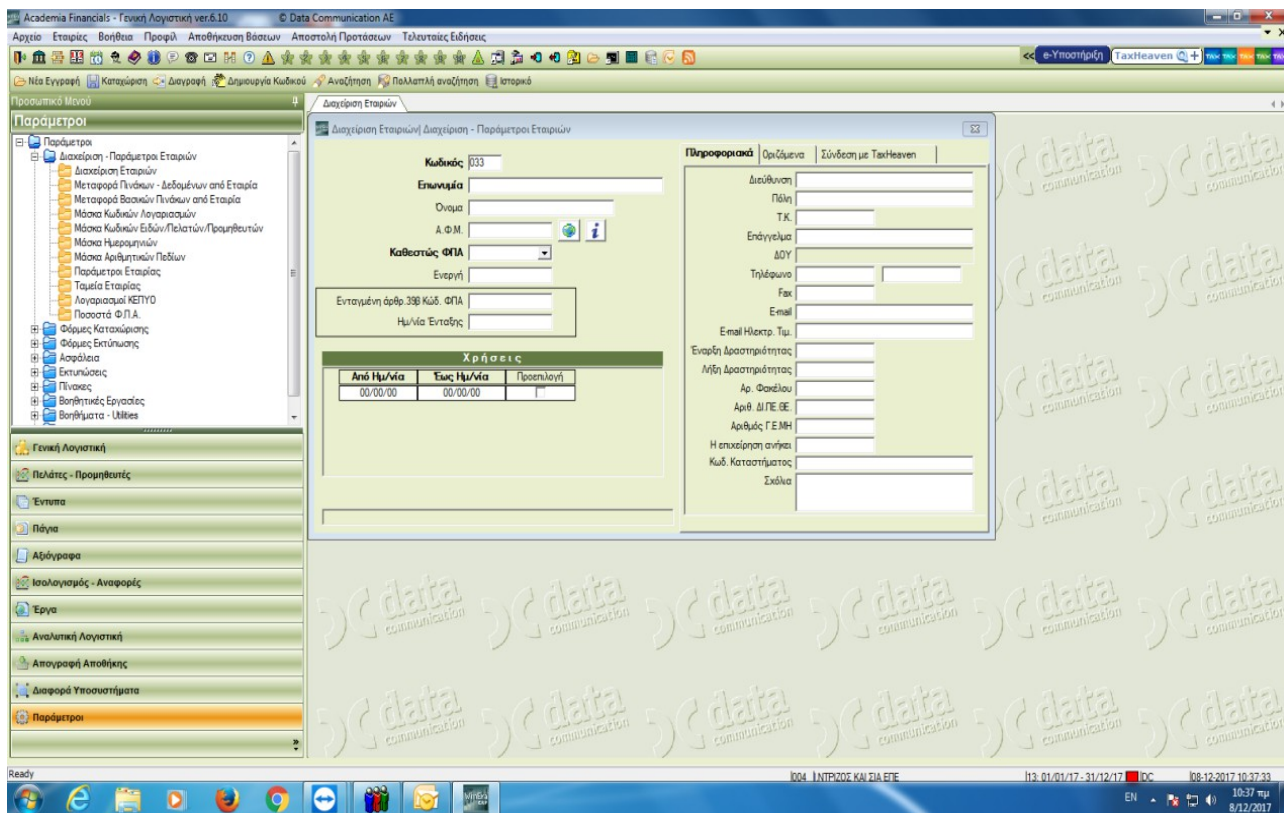 Academia Financials - Γενική Λογιστική ver.6.10 © Data Communication AE
Αρχείο Εταιρίες Βοήθεια Προφίλ Αποθήκευση Βάσεων Αποστολή Προτάσεων Τελευταίες Ειδήσεις
<< e-Υποστήριξη TaxHeaven
Νέα Εγγραφή Καταχώριση Διαγραφή Δημιουργία Κωδικού Αναζήτηση Πολλαπλή αναζήτηση Ιστορικό
Προσωπικό Μενού
Παράμετροι
Παράμετροι
Διαχείριση - Παράμετροι Εταιριών
Διαχείριση Εταιριών
Μεταφορά Πινάκων - Δεδομένων από Εταιρία
Μεταφορά Βασικών Πινάκων από Εταιρία
Μάσκα Κωδικών Λογαριασμών
Μάσκα Κωδικών Ειδών/Πελατών/Προμηθευτών
Μάσκα Ημερομηνιών
Μάσκα Αριθμητικών Πεδίων
Παράμετροι Εταιρίας
Ταμεία Εταιρίας
Λογαριασμοί ΚΕΠΥΟ
Ποσοστά Φ.Π.Α.
Φόρμες Καταχώρισης
Φόρμες Εκτύπωσης
Ασφάλεια
Εκτυπώσεις
Πίνακες
Βοηθητικές Εργασίες
Βοηθήματα - Utilities
Γενική Λογιστική
Πελάτες - Προμηθευτές
Έντυπα
Πάγια
Αξιόγραφα
Ισολογισμός - Αναφορές
Έργα
Αναλυτική Λογιστική
Απογραφή Αποθήκης
Διαφορά Υποσυστήματα
Παράμετροι
Διαχείριση Εταιριών
Διαχείριση Εταιριών| Διαχείριση - Παράμετροι Εταιριών
Κωδικός 033
Επωνυμία
Όνομα
Α.Φ.Μ.
Καθεστώς ΦΠΑ
Ενεργή
Ενταγμένη άρθρ.39β Κώδ. ΦΠΑ
Ημ/νία Ένταξης
Χρήσεις
Από Ημ/νία Έως Ημ/νία Προεπιλογή
00/00/00 00/00/00
Πληροφοριακά Οριζόμενα Σύνδεση με TaxHeaven
Διεύθυνση
Πόλη
Τ.Κ.
Επάγγελμα
ΔΟΥ
Τηλέφωνο
Fax
E-mail
E-mail Ηλεκτρ. Τιμ.
Έναρξη Δραστηριότητας
Λήξη Δραστηριότητας
Αρ. Φακέλου
Αριθ. ΔΙ.ΠΕ.ΘΕ.
Αριθμός Γ.Ε.ΜΗ
Η επιχείρηση ανήκει
Κωδ. Καταστήματος
Σχόλια
data communication
Ready 004 ΝΤΡΙΖΟΣ ΚΑΙ ΣΙΑ ΕΠΕ 13: 01/01/17 - 31/12/17 DC 08-12-2017 10:37:33
EN 10:37 πμ
8/12/2017